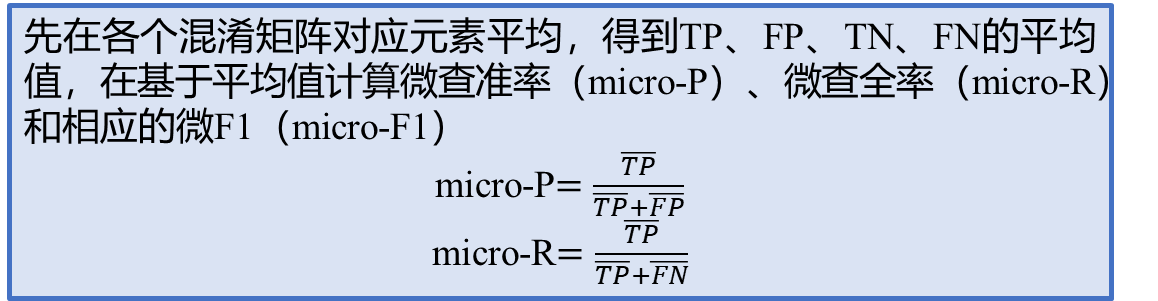 先在各个混淆矩阵对应元素平均，得到TP、FP、TN、FN的平均
值，在基于平均值计算微查准率（micro-P）、微查全率（micro-R）
和相应的微F1（micro-F1）
micro-P= \frac{\overline{TP}}{\overline{TP}+\overline{FP}}
micro-R= \frac{\overline{TP}}{\overline{TP}+\overline{FN}}